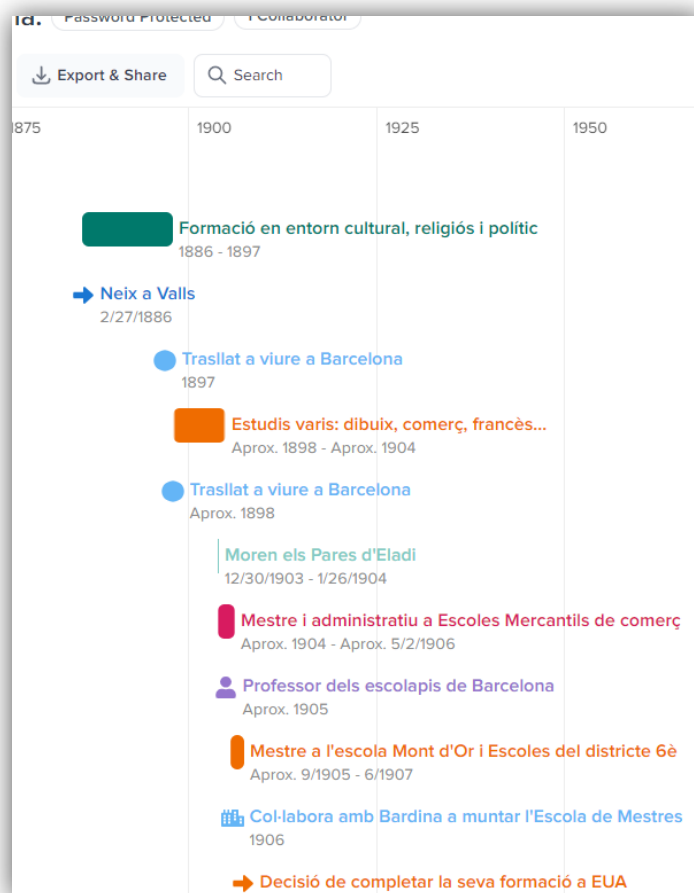 Password Protected
1 Collaborator
Export & Share
Search
1875
1900
1925
1950
Formació en entorn cultural, religiós i polític
1886 - 1897
Neix a Valls
2/27/1886
Trasllat a viure a Barcelona
1897
Estudis varis: dibuix, comerç, francès...
Aprox. 1898 - Aprox. 1904
Trasllat a viure a Barcelona
Aprox. 1898
Moren els Pares d'Eladi
12/30/1903 - 1/26/1904
Mestre i administratiu a Escoles Mercantils de comerç
Aprox. 1904 - Aprox. 5/2/1906
Professor dels escolapis de Barcelona
Aprox. 1905
Mestre a l'escola Mont d'Or i Escoles del districte 6è
Aprox. 9/1905 - 6/1907
Col·labora amb Bardina a muntar l'Escola de Mestres
1906
Decisió de completar la seva formació a EUA